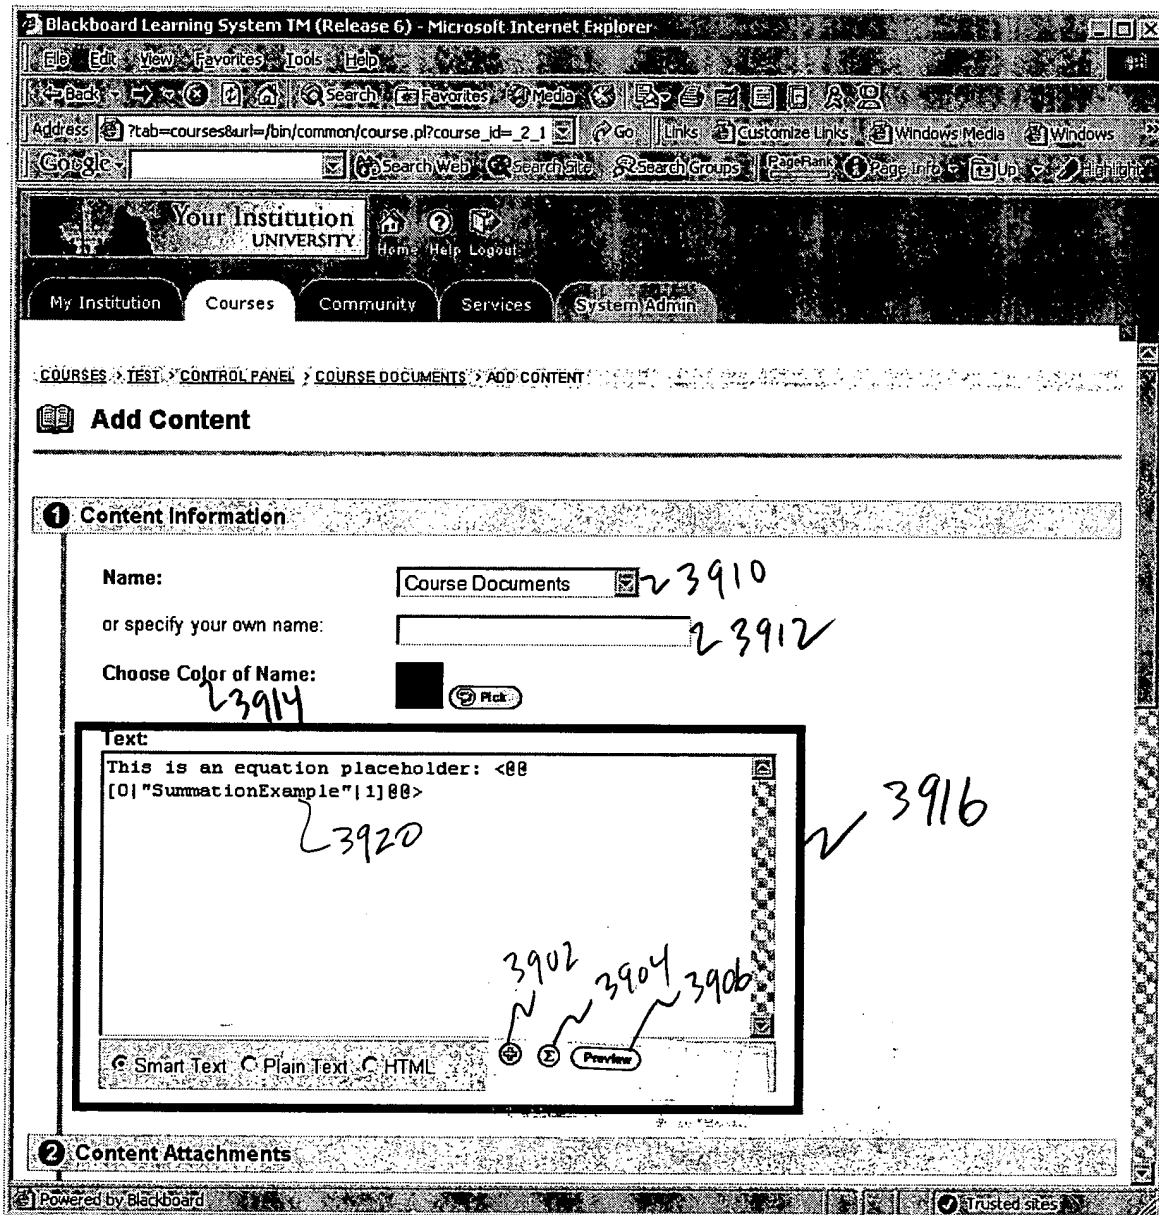 Blackboard Learning System TM (Release 6) - Microsoft Internet Explorer
File Edit View Favorites Tools Help
Back Search Favorites Media
Address ?tab=courses&url=/bin/common/course.pl?course_id=_2_1 Go Links Customize Links Windows Media Windows
Google Search Web Search Site Search Groups PageRank Page Info Up Highlight
Your Institution
UNIVERSITY
Home Help Logout
My Institution Courses Community Services System Admin
COURSES > TEST > CONTROL PANEL > COURSE DOCUMENTS > ADD CONTENT
Add Content
1 Content Information
Name: Course Documents 3910
or specify your own name: 3912
Choose Color of Name: Pick
3914
Text:
This is an equation placeholder: <@@
[0|"SummationExample"|1]@@>
3920
3916
3902 3904 3906
Smart Text Plain Text HTML Σ Preview
2 Content Attachments
Powered by Blackboard Trusted sites